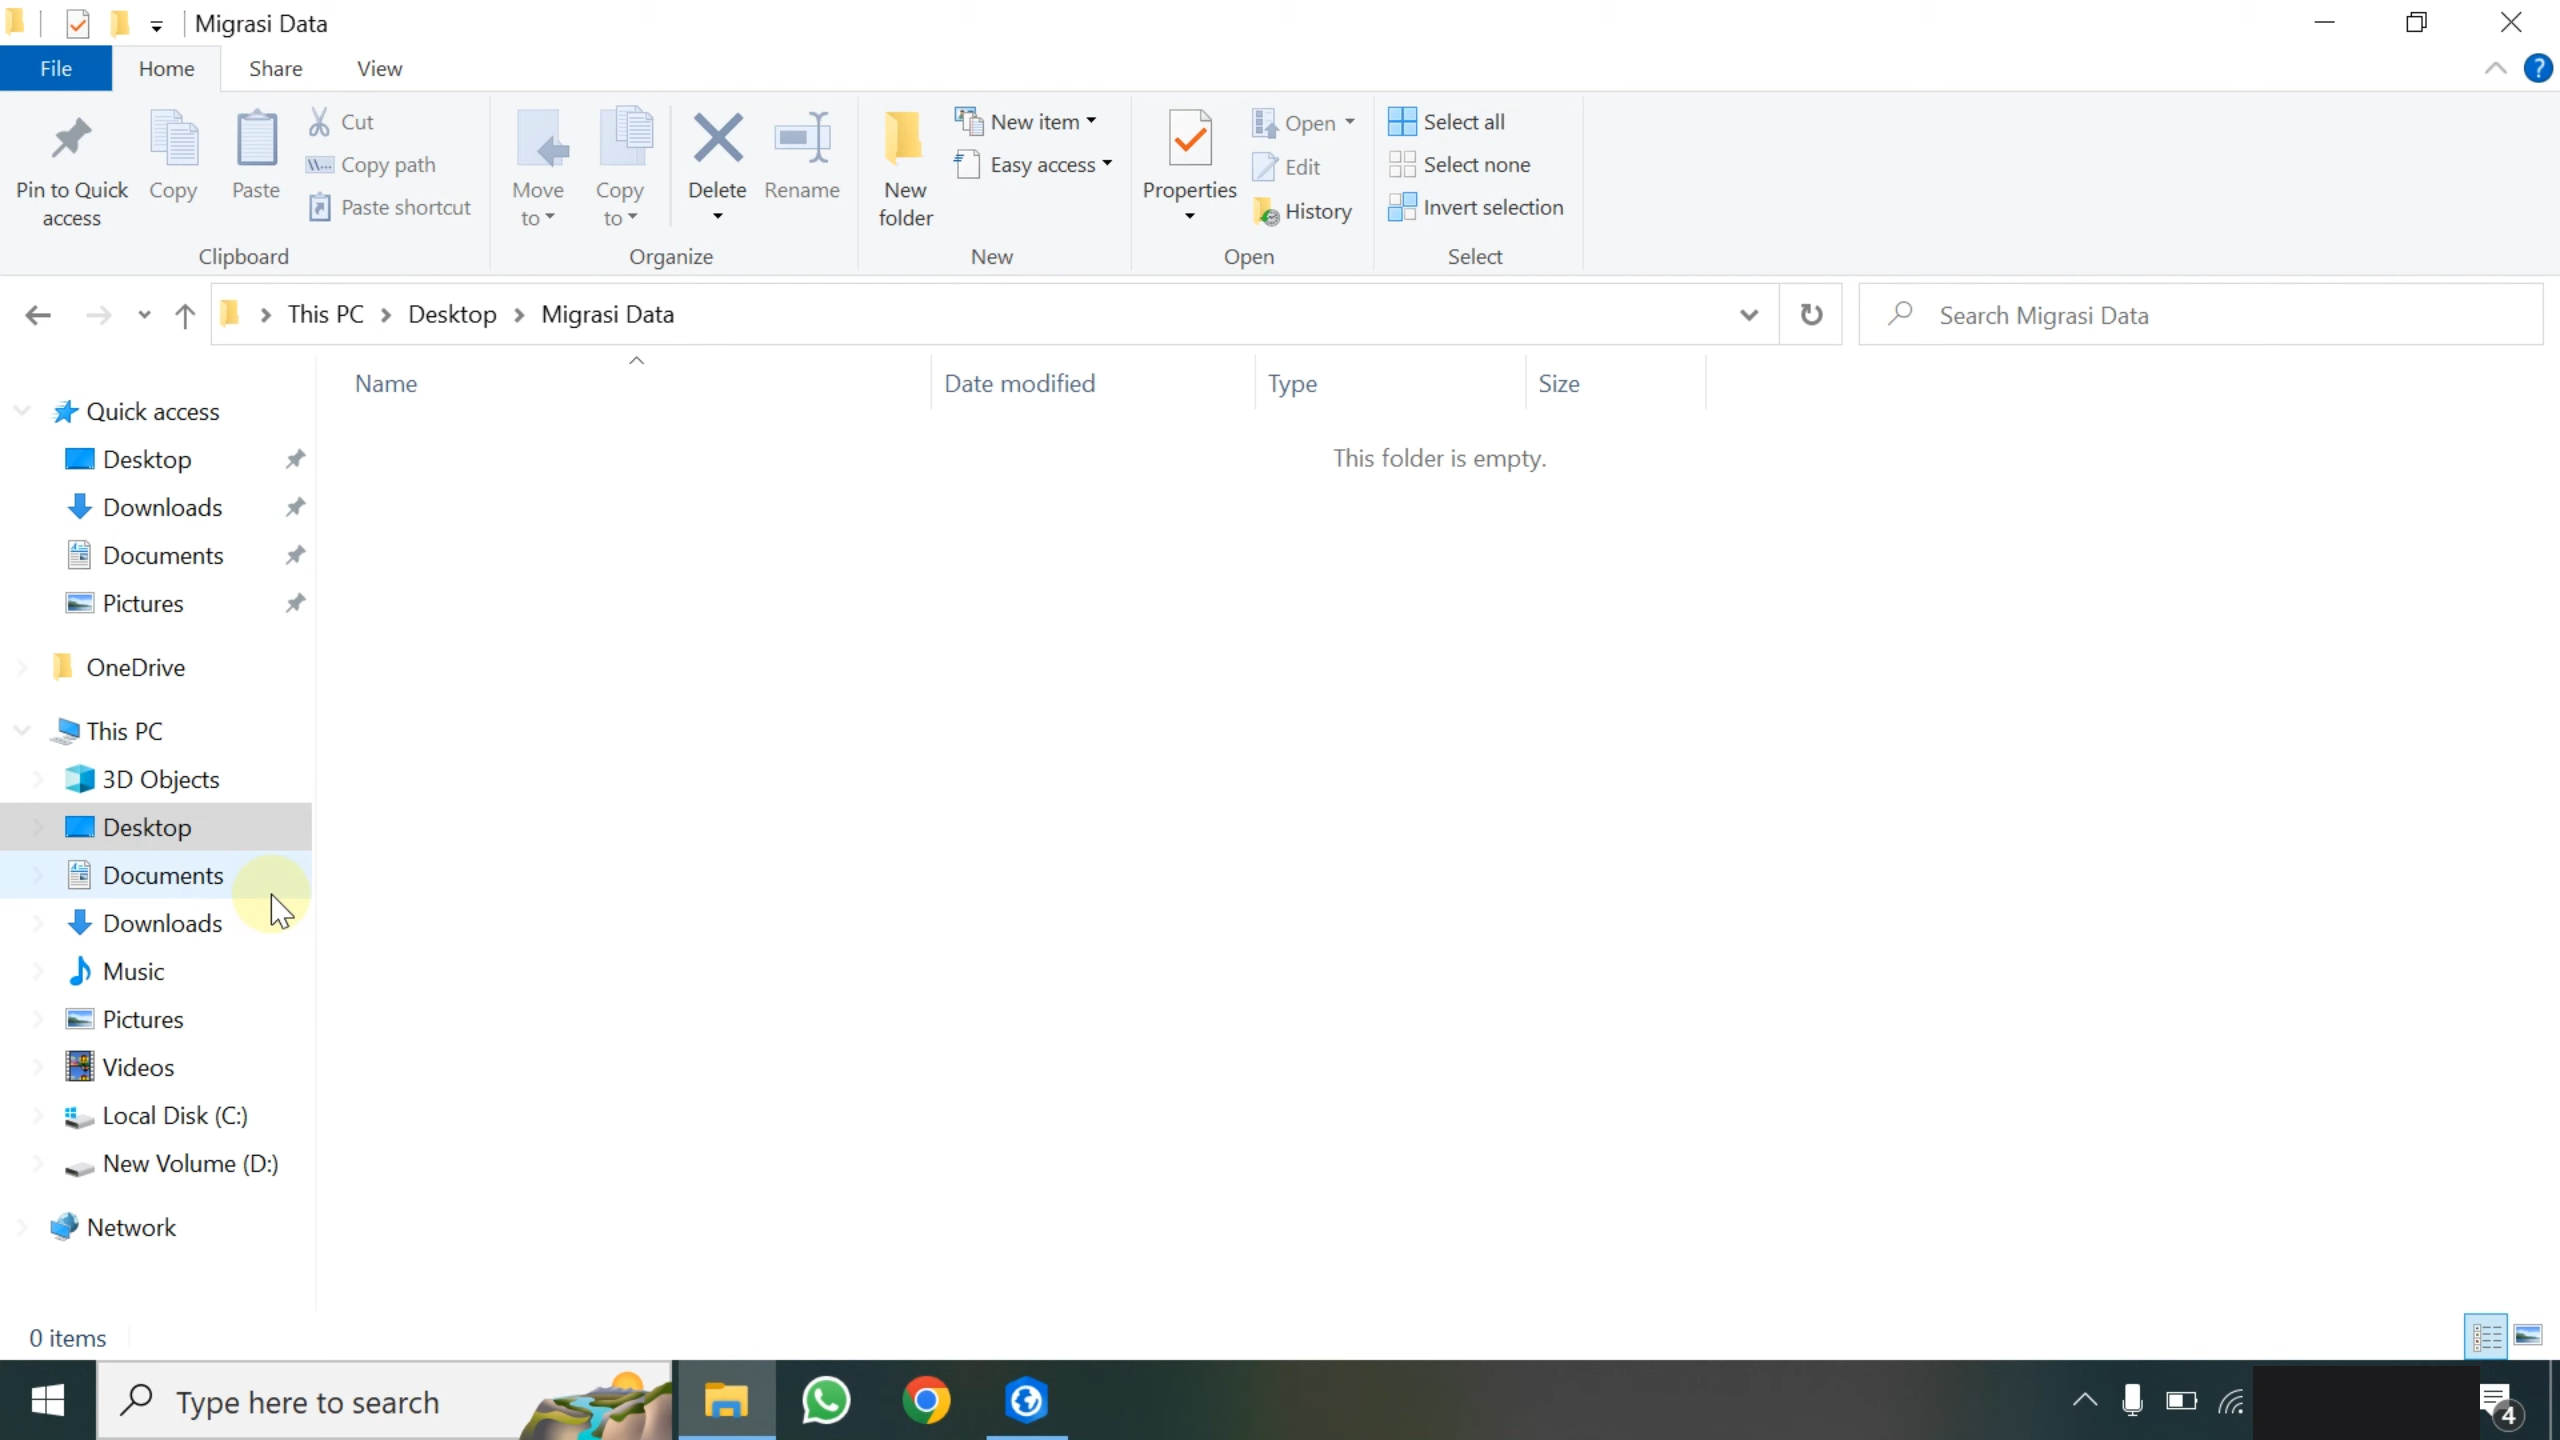 Migrasi Data
File Home Share View
Pin to Quick access
Copy
Paste
Cut
Copy path
Paste shortcut
Clipboard
Move to
Copy to
Delete
Rename
Organize
New folder
New item
Easy access
New
Properties
Open
Edit
History
Open
Select all
Select none
Invert selection
Select
This PC > Desktop > Migrasi Data
Search Migrasi Data
Name Date modified Type Size
This folder is empty.
Quick access
Desktop
Downloads
Documents
Pictures
OneDrive
This PC
3D Objects
Desktop
Documents
Downloads
Music
Pictures
Videos
Local Disk (C:)
New Volume (D:)
Network
0 items
Type here to search
4